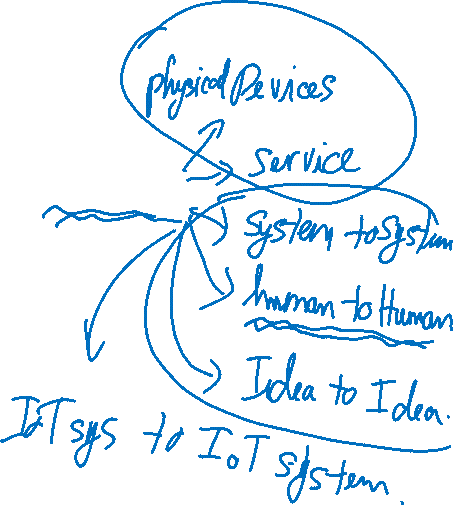 physical Devices
service
system to system
human to Human
Idea to Idea.
IoT sys to IoT system.